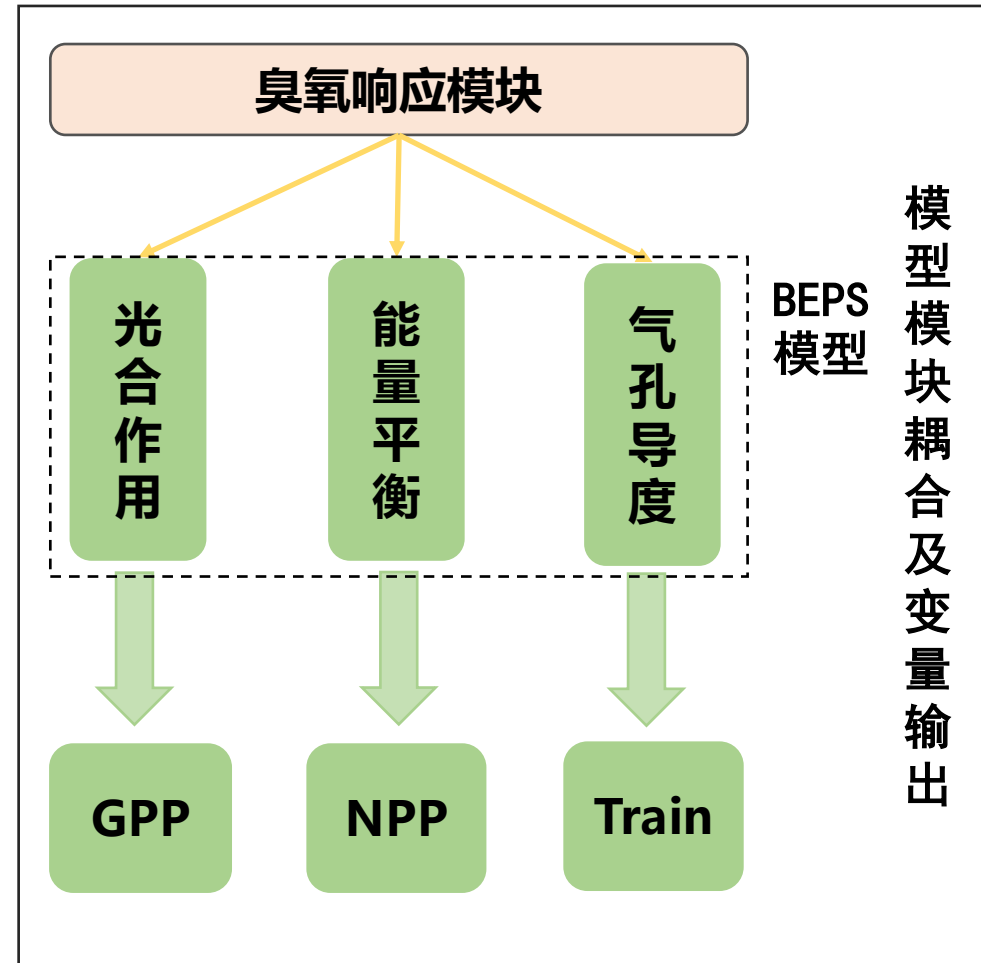 臭氧响应模块
光合作用
能量平衡
气孔导度
BEPS
模型
模型模块耦合及变量输出
GPP
NPP
Train